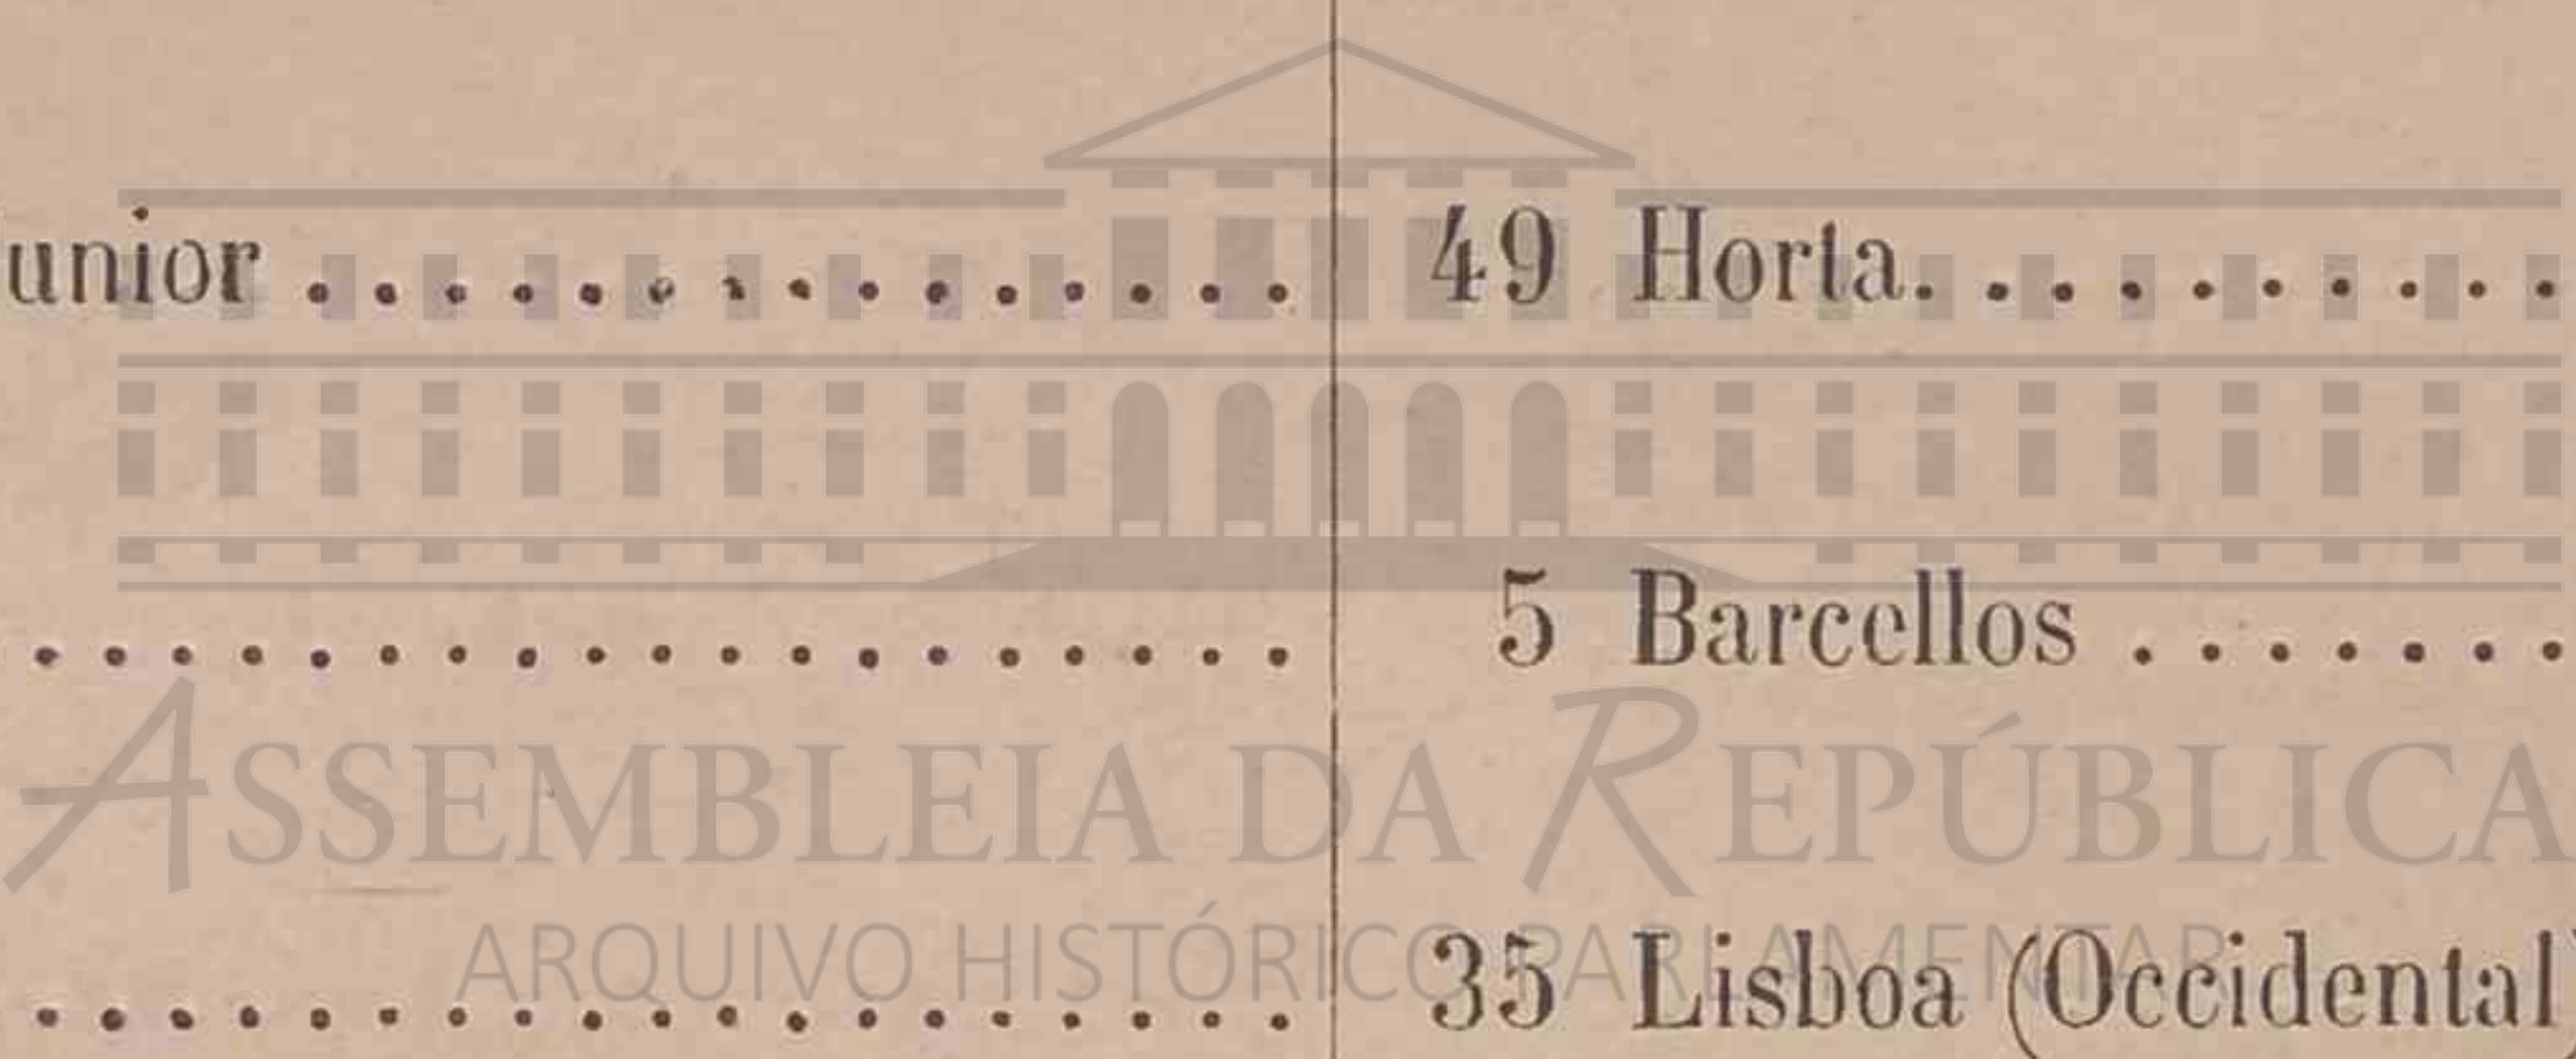 unior . . . . . . . . . . . . . . . 49 Horta. . . . . . . . . .
. . . . . . . . . . . . . . . . . . . 5 Barcellos . . . . . . .
ASSEMBLEIA DA REPÚBLICA
ARQUIVO HISTÓRICO PARLAMENTAR
. . . . . . . . . . . . . . . . . . . 35 Lisboa (Occidental)